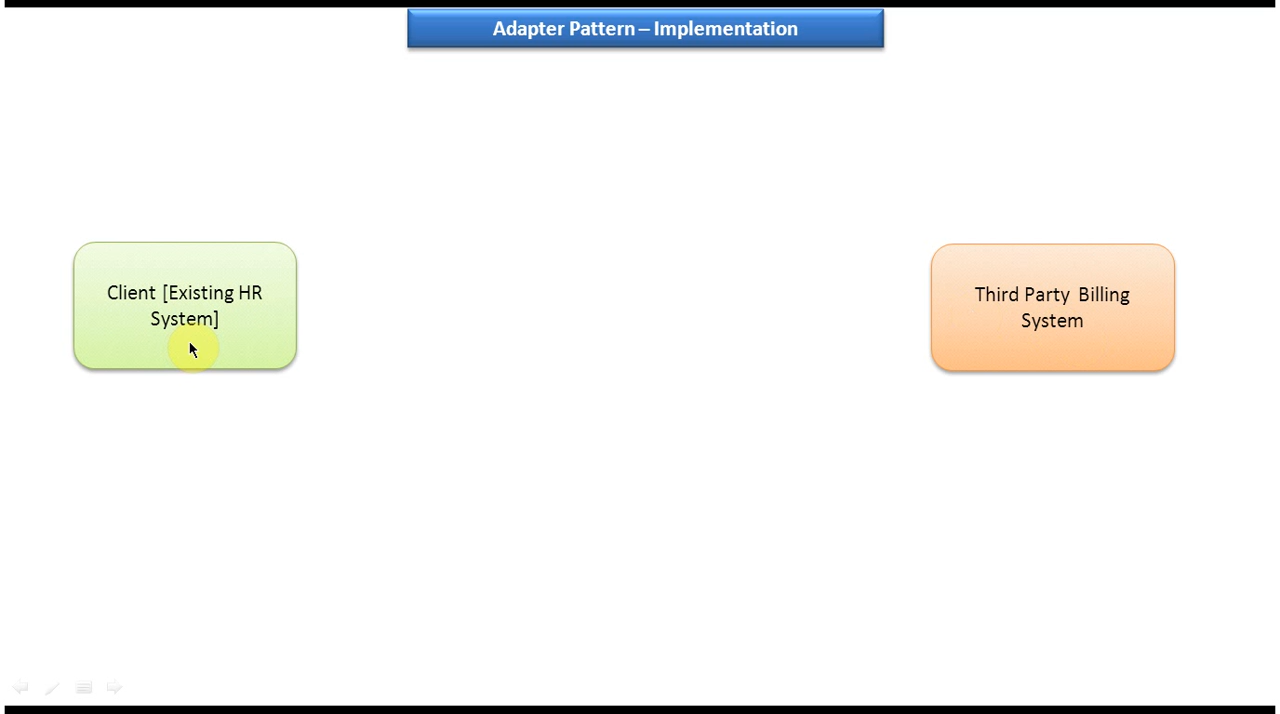 Adapter Pattern – Implementation
Client [Existing HR
System]
Third Party Billing
System